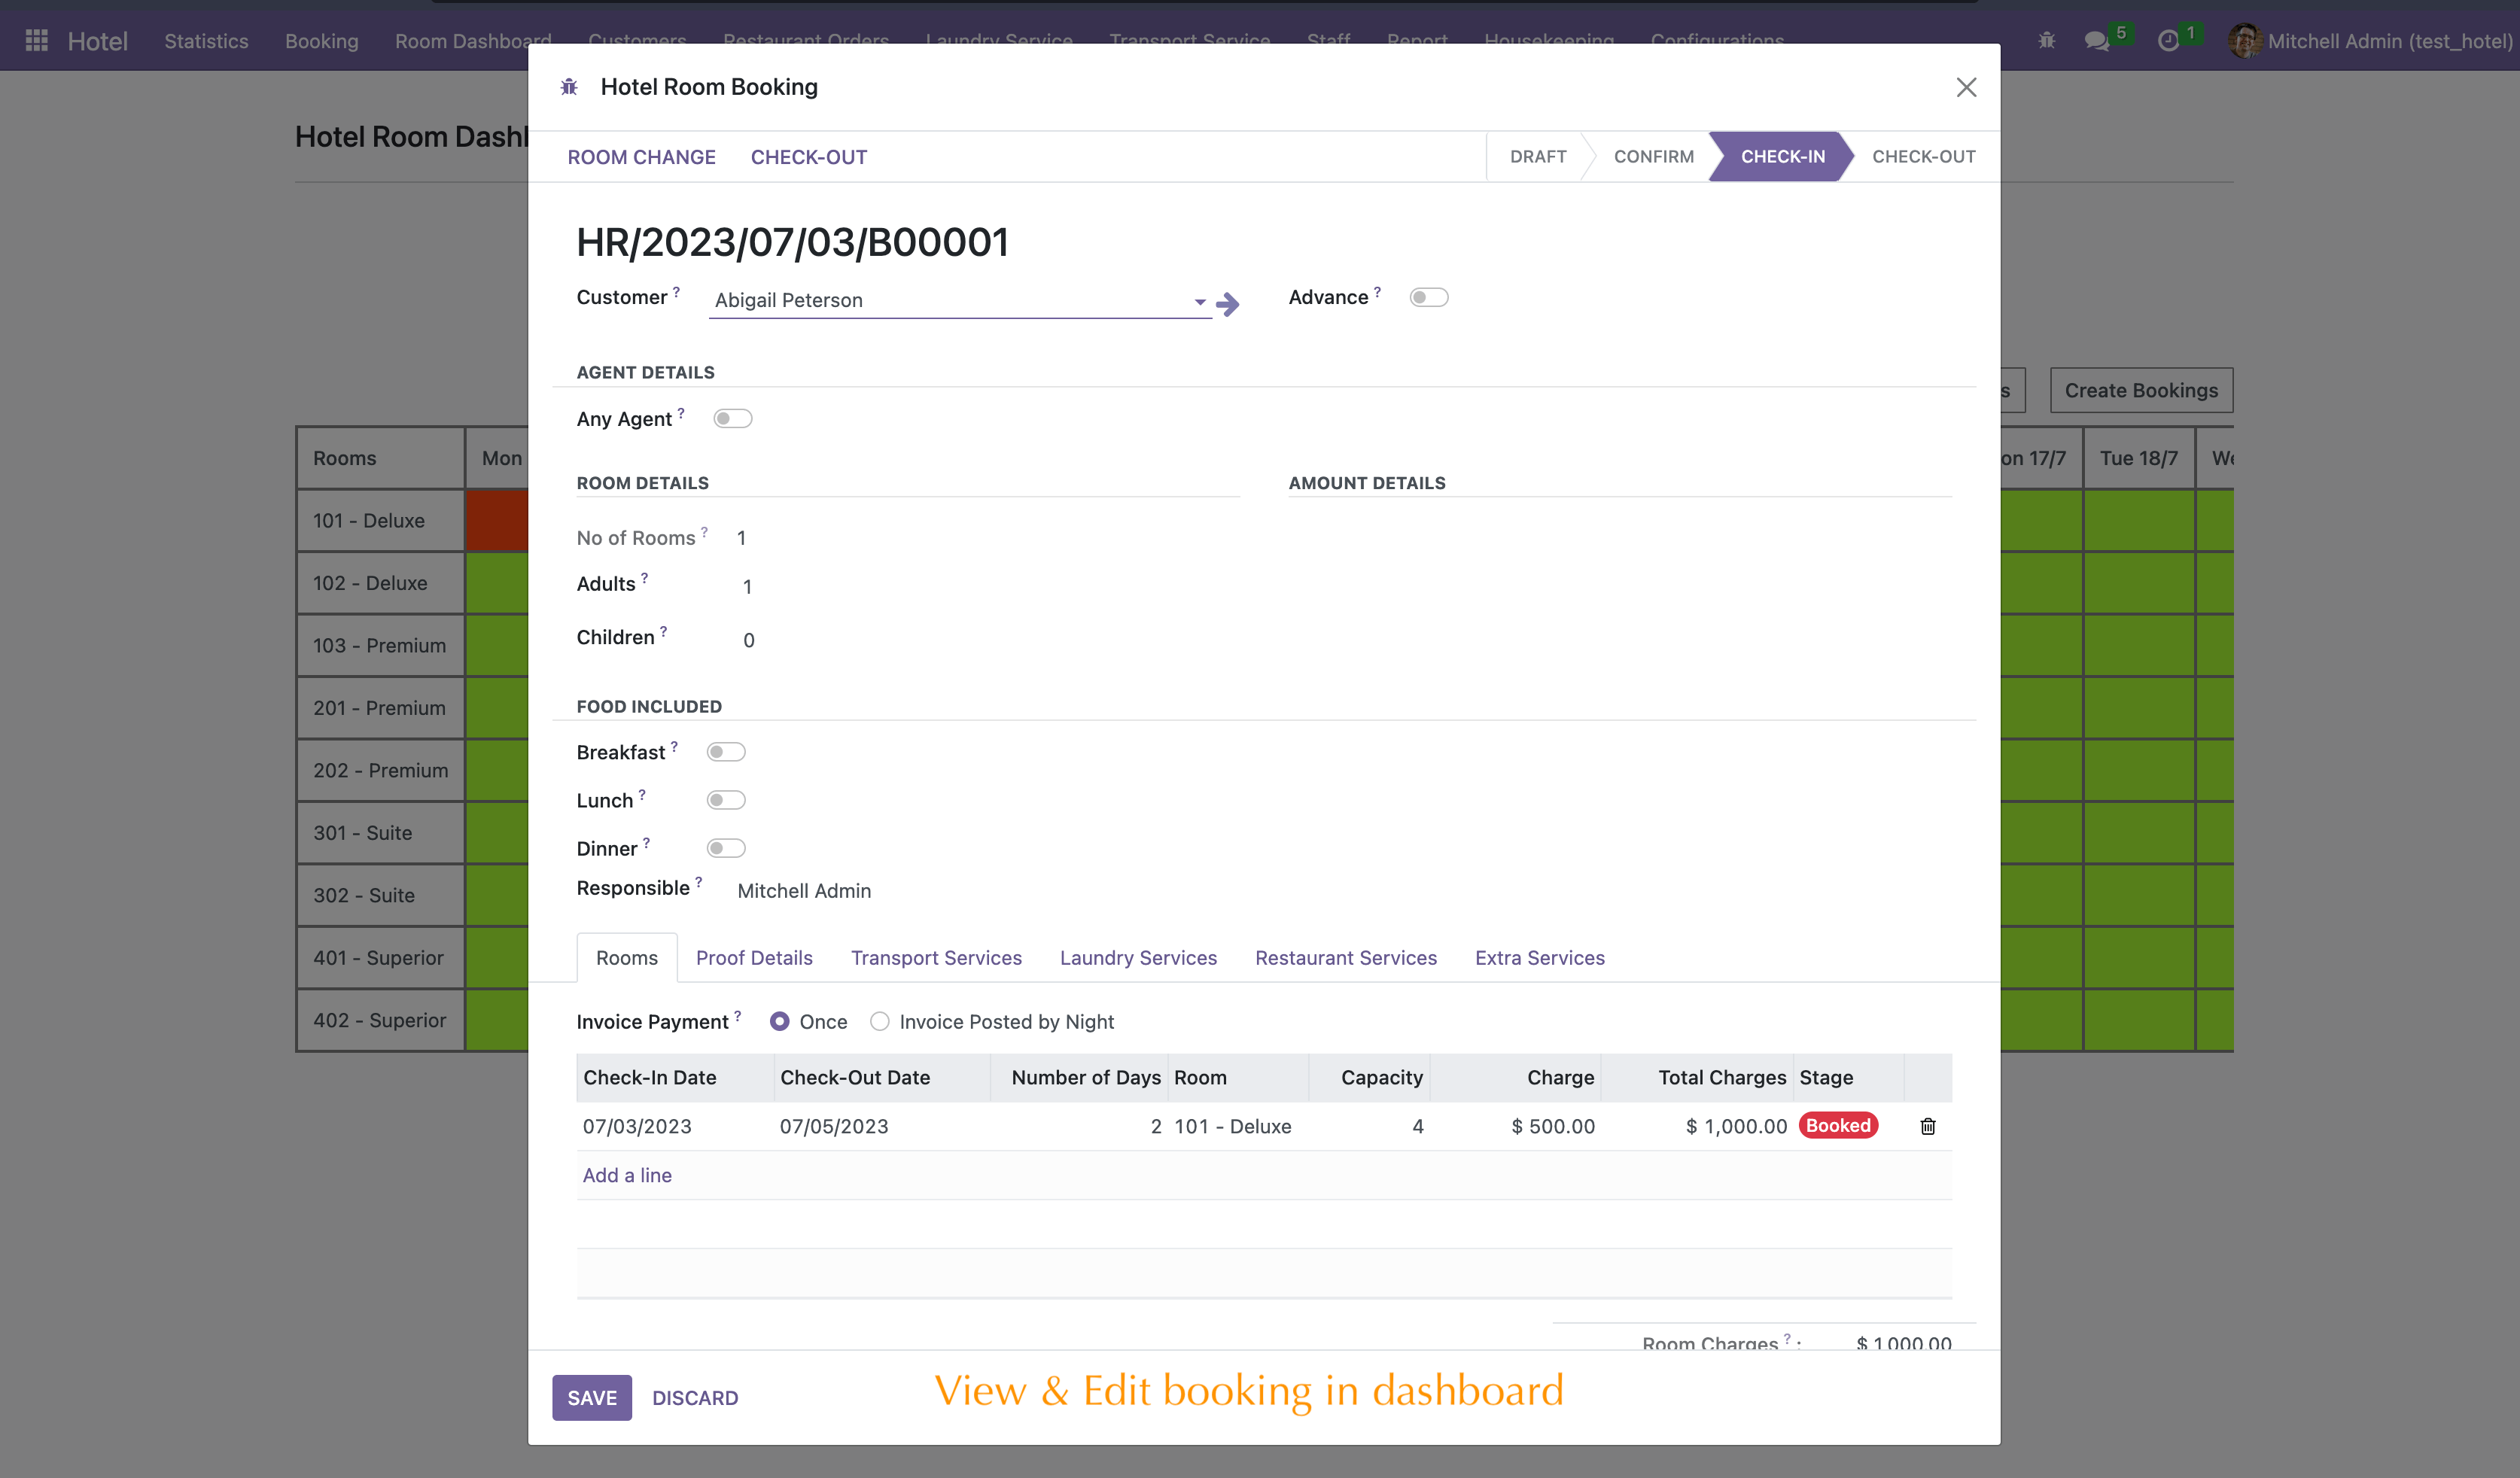 Hotel Statistics Booking Room Dashboard Customers Restaurant Orders Laundry Service Transport Service Staff Report Housekeeping Configurations 5 1 Mitchell Admin (test_hotel)
Hotel Room Booking
Hotel Room Dash
ROOM CHANGE CHECK-OUT DRAFT CONFIRM CHECK-IN CHECK-OUT
HR/2023/07/03/B00001
Customer ? Abigail Peterson Advance ?
AGENT DETAILS
Create Bookings
Any Agent ?
Rooms Mon on 17/7 Tue 18/7 We
ROOM DETAILS AMOUNT DETAILS
101 - Deluxe
No of Rooms ? 1
102 - Deluxe
Adults ? 1
103 - Premium
Children ? 0
201 - Premium
FOOD INCLUDED
Breakfast ?
202 - Premium
Lunch ?
301 - Suite
Dinner ?
Responsible ? Mitchell Admin
302 - Suite
401 - Superior
Rooms Proof Details Transport Services Laundry Services Restaurant Services Extra Services
402 - Superior
Invoice Payment ? Once Invoice Posted by Night
Check-In Date Check-Out Date Number of Days Room Capacity Charge Total Charges Stage
07/03/2023 07/05/2023 2 101 - Deluxe 4 $ 500.00 $ 1,000.00 Booked
Add a line
Room Charges ? : $ 1,000.00
SAVE DISCARD
View & Edit booking in dashboard